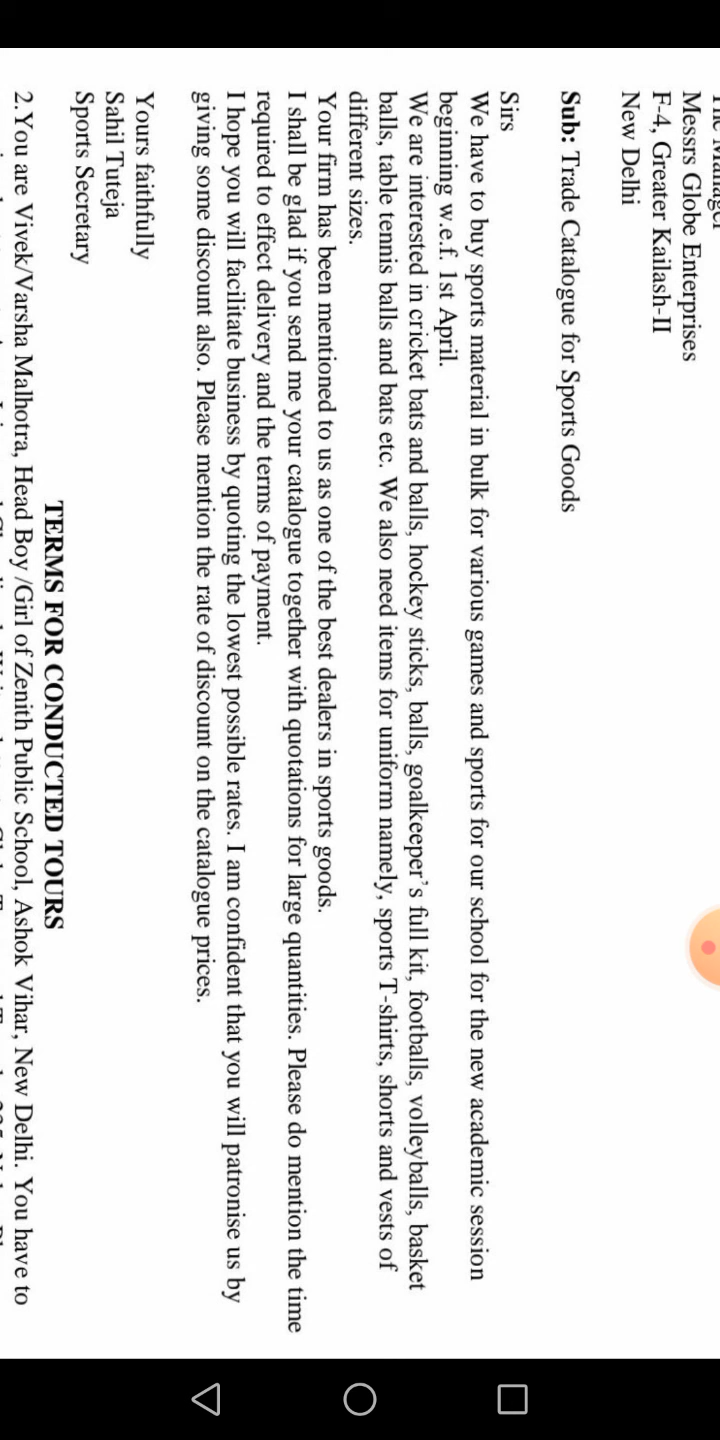 The Manager
Messrs Globe Enterprises
F-4, Greater Kailash-II
New Delhi
Sub: Trade Catalogue for Sports Goods
Sirs
We have to buy sports material in bulk for various games and sports for our school for the new academic session
beginning w.e.f. 1st April.
We are interested in cricket bats and balls, hockey sticks, balls, goalkeeper’s full kit, footballs, volleyballs, basket
balls, table tennis balls and bats etc. We also need items for uniform namely, sports T-shirts, shorts and vests of
different sizes.
Your firm has been mentioned to us as one of the best dealers in sports goods.
I shall be glad if you send me your catalogue together with quotations for large quantities. Please do mention the time
required to effect delivery and the terms of payment.
I hope you will facilitate business by quoting the lowest possible rates. I am confident that you will patronise us by
giving some discount also. Please mention the rate of discount on the catalogue prices.
Yours faithfully
Sahil Tuteja
Sports Secretary
TERMS FOR CONDUCTED TOURS
2.You are Vivek/Varsha Malhotra, Head Boy /Girl of Zenith Public School, Ashok Vihar, New Delhi. You have to